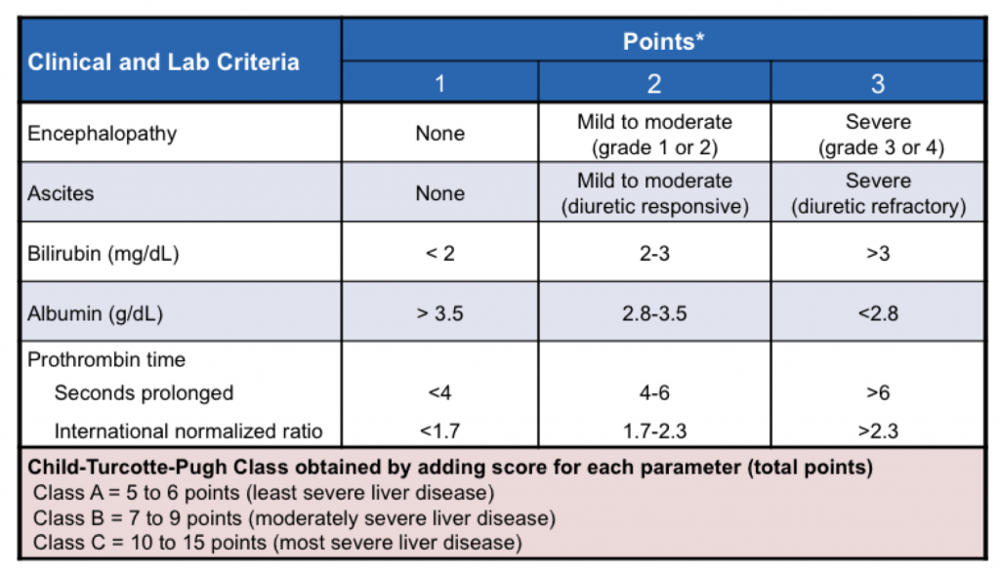 Clinical and Lab Criteria
Points*
1 2 3
Encephalopathy None Mild to moderate (grade 1 or 2) Severe (grade 3 or 4)
Ascites None Mild to moderate (diuretic responsive) Severe (diuretic refractory)
Bilirubin (mg/dL) < 2 2-3 >3
Albumin (g/dL) > 3.5 2.8-3.5 <2.8
Prothrombin time
Seconds prolonged <4 4-6 >6
International normalized ratio <1.7 1.7-2.3 >2.3
Child-Turcotte-Pugh Class obtained by adding score for each parameter (total points)
Class A = 5 to 6 points (least severe liver disease)
Class B = 7 to 9 points (moderately severe liver disease)
Class C = 10 to 15 points (most severe liver disease)